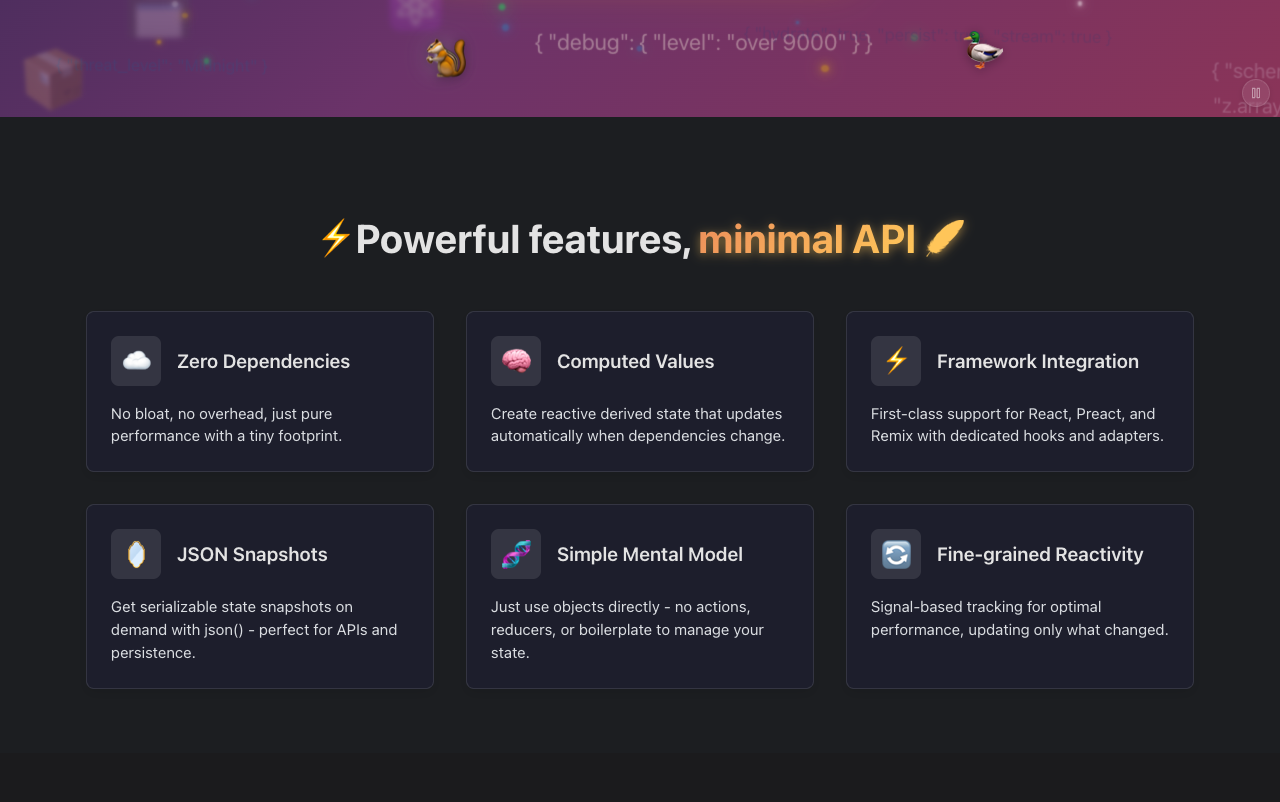 { "debug": { "level": "over 9000" } }
{ "scher
"z.array
⚡Powerful features, minimal API
Zero Dependencies
No bloat, no overhead, just pure
performance with a tiny footprint.
Computed Values
Create reactive derived state that updates
automatically when dependencies change.
Framework Integration
First-class support for React, Preact, and
Remix with dedicated hooks and adapters.
JSON Snapshots
Get serializable state snapshots on
demand with json() - perfect for APIs and
persistence.
Simple Mental Model
Just use objects directly - no actions,
reducers, or boilerplate to manage your
state.
Fine-grained Reactivity
Signal-based tracking for optimal
performance, updating only what changed.